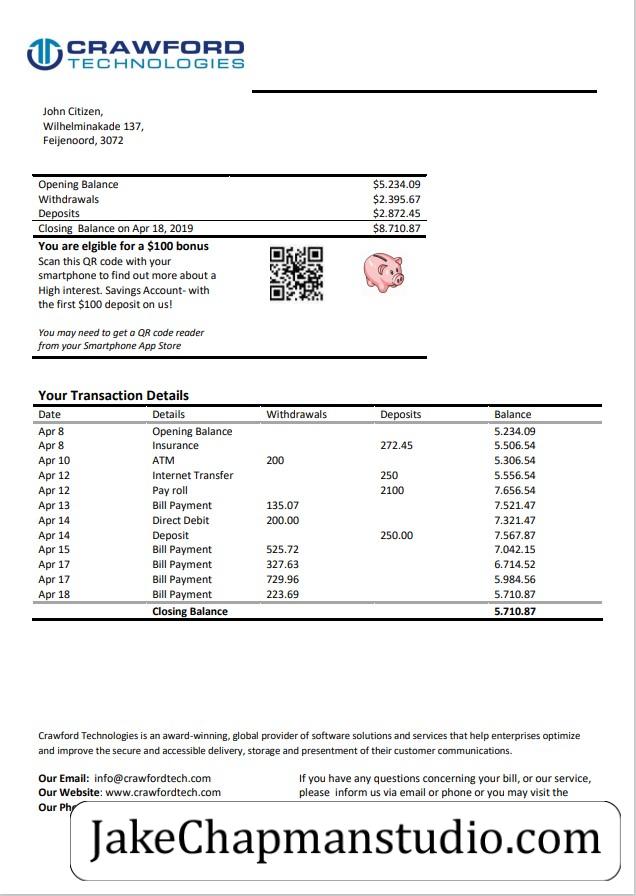 CRAWFORD
TECHNOLOGIES
John Citizen,
Wilhelminakade 137,
Feijenoord, 3072
Opening Balance $5.234.09
Withdrawals $2.395.67
Deposits $2.872.45
Closing Balance on Apr 18, 2019 $8.710.87
You are elgible for a $100 bonus
Scan this QR code with your
smartphone to find out more about a
High interest. Savings Account- with
the first $100 deposit on us!
You may need to get a QR code reader
from your Smartphone App Store
Your Transaction Details
Date Details Withdrawals Deposits Balance
Apr 8 Opening Balance 5.234.09
Apr 8 Insurance 272.45 5.506.54
Apr 10 ATM 200 5.306.54
Apr 12 Internet Transfer 250 5.556.54
Apr 12 Pay roll 2100 7.656.54
Apr 13 Bill Payment 135.07 7.521.47
Apr 14 Direct Debit 200.00 7.321.47
Apr 14 Deposit 250.00 7.567.87
Apr 15 Bill Payment 525.72 7.042.15
Apr 17 Bill Payment 327.63 6.714.52
Apr 17 Bill Payment 729.96 5.984.56
Apr 18 Bill Payment 223.69 5.710.87
Closing Balance 5.710.87
Crawford Technologies is an award-winning, global provider of software solutions and services that help enterprises optimize
and improve the secure and accessible delivery, storage and presentment of their customer communications.
Our Email: info@crawfordtech.com If you have any questions concerning your bill, or our service,
Our Website: www.crawfordtech.com please inform us via email or phone or you may visit the
Our
JakeChapmanstudio.com